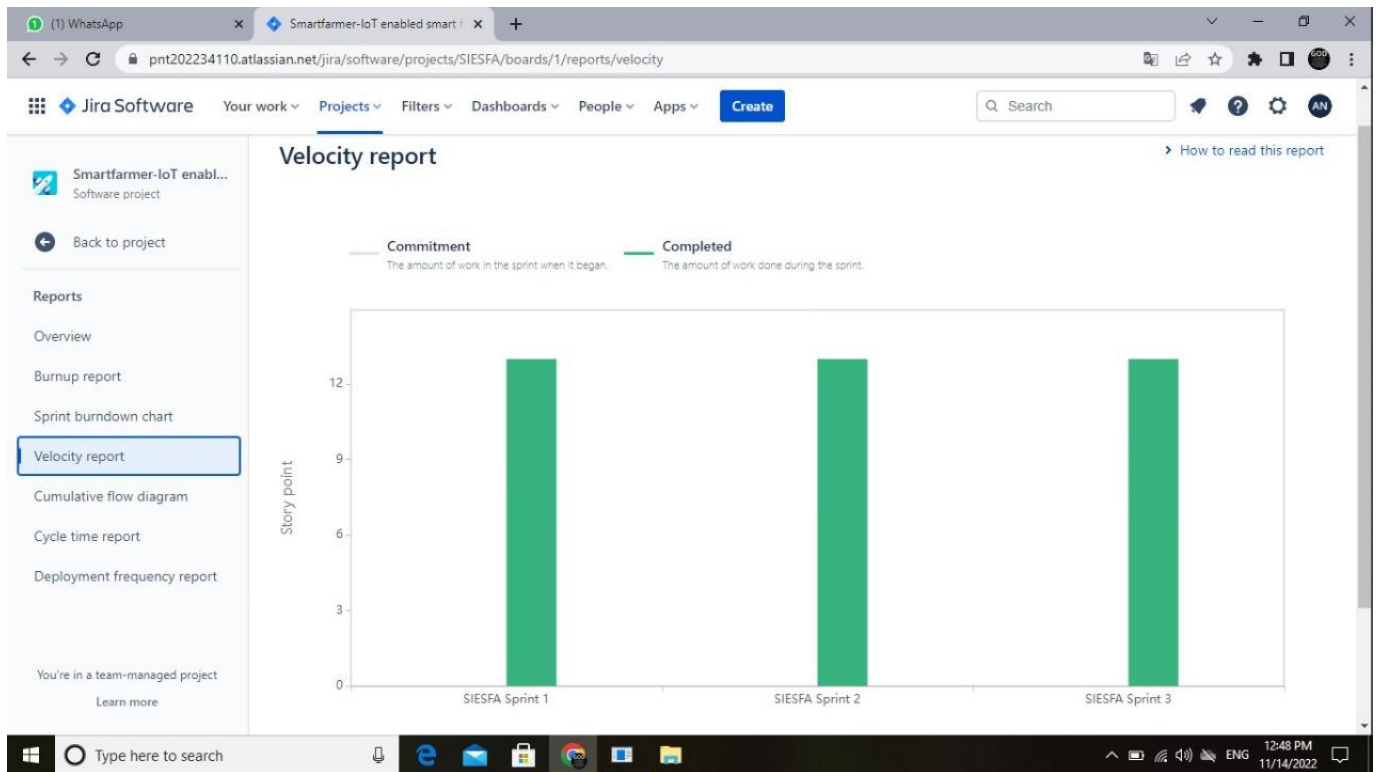 (1) WhatsApp
Smartfarmer-IoT enabled smart f
pnt202234110.atlassian.net/jira/software/projects/SIESFA/boards/1/reports/velocity
GOD
Jira Software
Your work
Projects
Filters
Dashboards
People
Apps
Create
Search
AN
Smartfarmer-IoT enabl...
Software project
Back to project
Reports
Overview
Burnup report
Sprint burndown chart
Velocity report
Cumulative flow diagram
Cycle time report
Deployment frequency report
You're in a team-managed project
Learn more
Velocity report
How to read this report
Commitment
The amount of work in the sprint when it began.
Completed
The amount of work done during the sprint.
Story point
12
9
6
3
0
SIESFA Sprint 1
SIESFA Sprint 2
SIESFA Sprint 3
Type here to search
ENG
12:48 PM
11/14/2022